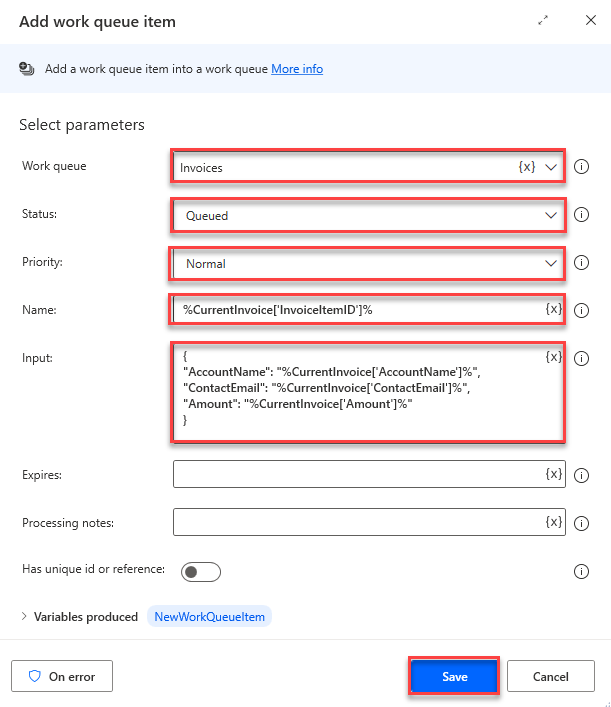 Add work queue item
Add a work queue item into a work queue More info
Select parameters
Work queue
Invoices
{x}
Status:
Queued
Priority:
Normal
Name:
%CurrentInvoice['InvoiceItemID']%
{x}
Input:
{
{x}
"AccountName": "%CurrentInvoice['AccountName']%",
"ContactEmail": "%CurrentInvoice['ContactEmail']%",
"Amount": "%CurrentInvoice['Amount']%"
}
Expires:
{x}
Processing notes:
{x}
Has unique id or reference:
Variables produced
NewWorkQueueItem
On error
Save
Cancel